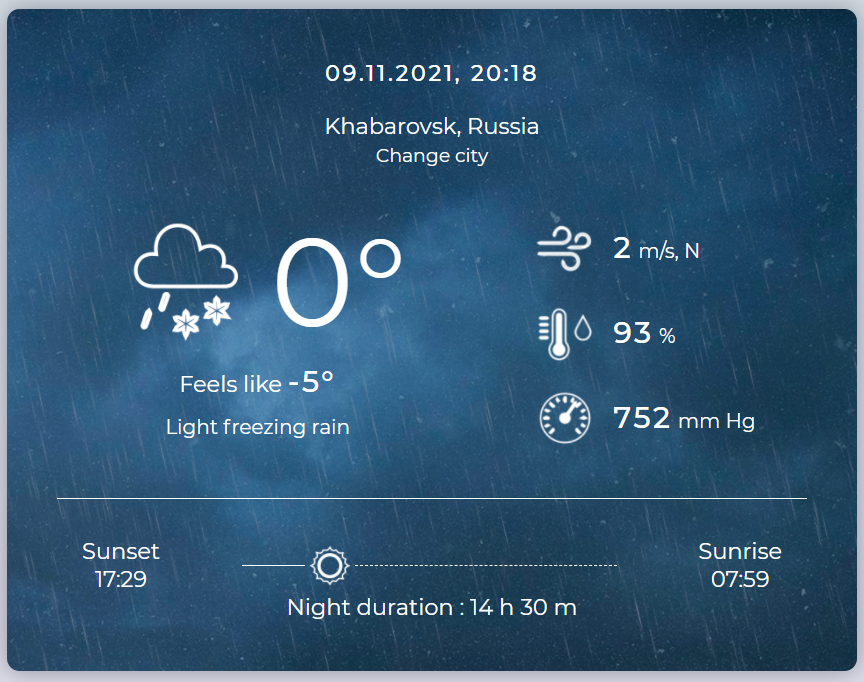 09.11.2021, 20:18
Khabarovsk, Russia
Change city
0°
Feels like -5°
Light freezing rain
2 m/s, N
93 %
752 mm Hg
Sunset
17:29
Night duration : 14 h 30 m
Sunrise
07:59